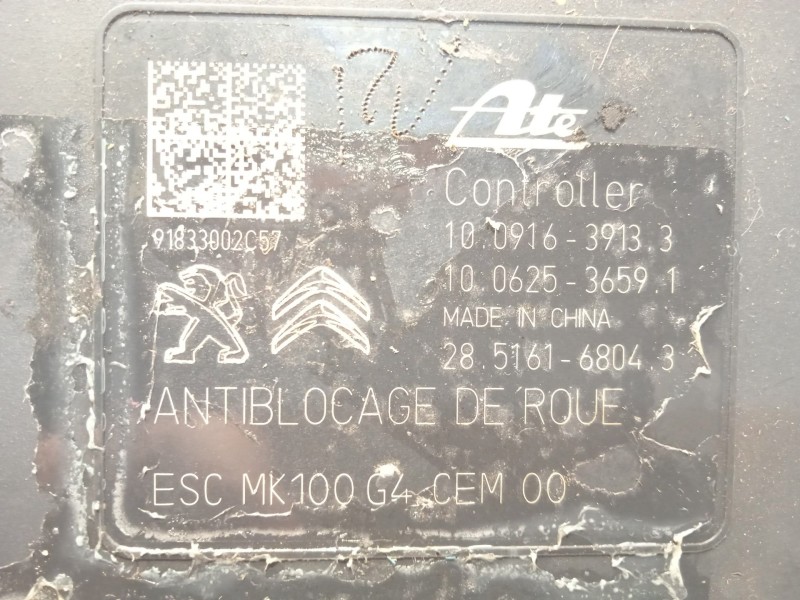 Ate
Controller
91833002C57
10.0916-3913.3
10.0625-3659.1
MADE IN CHINA
28.5161-6804.3
ANTIBLOCAGE DE ROUE
ESC MK100 G4 CEM 00